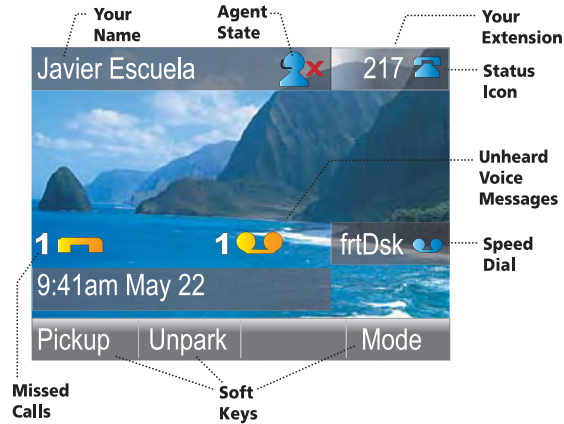 Your
Name
Agent
State
Your
Extension
Javier Escuela
217
Status
Icon
Unheard
Voice
Messages
1
1
frtDsk
Speed
Dial
9:41am May 22
Pickup
Unpark
Mode
Missed
Calls
Soft
Keys